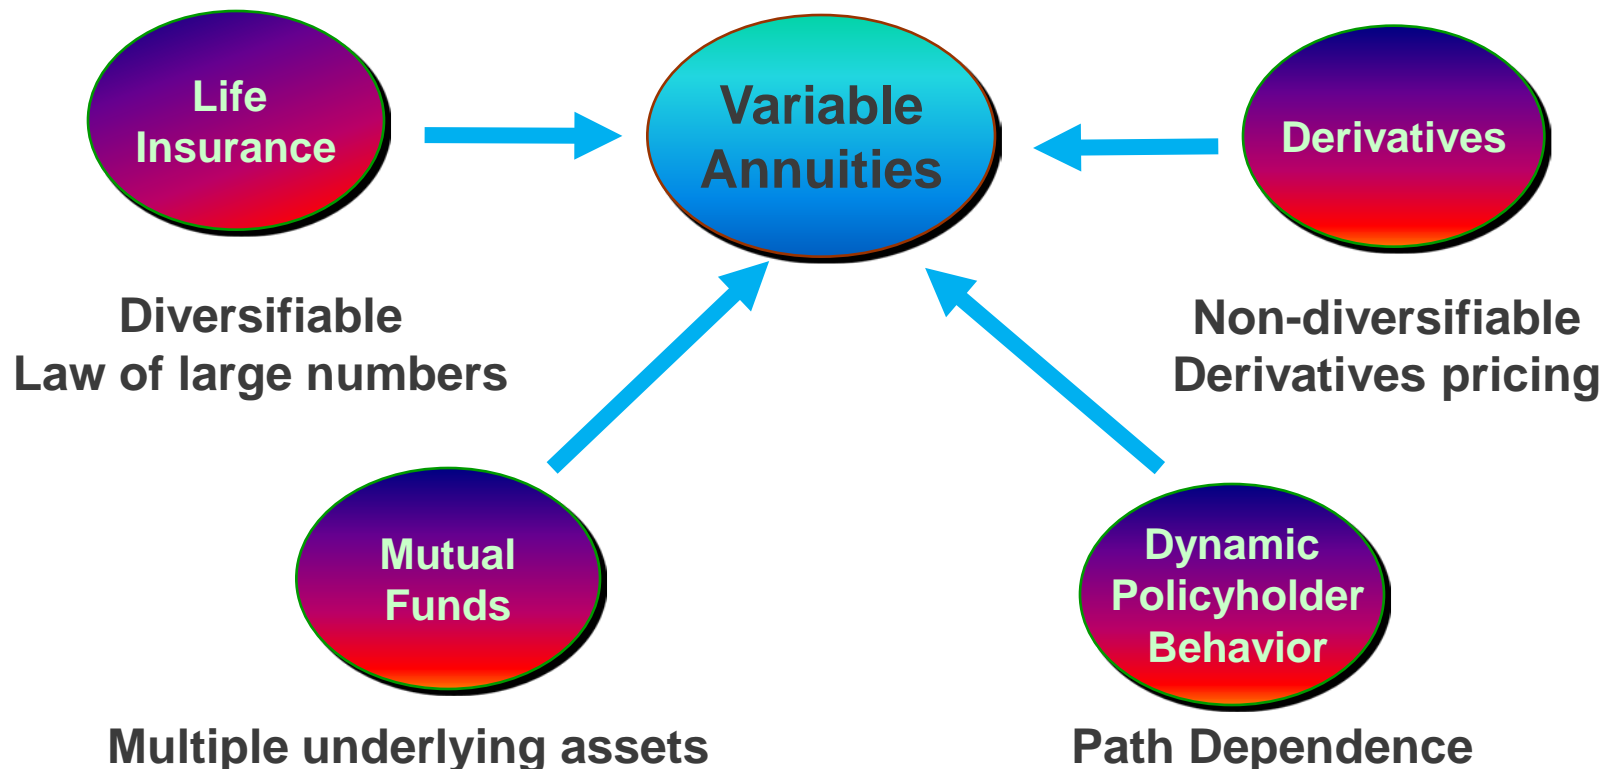 Life
Insurance
Variable
Annuities
Derivatives
Diversifiable
Law of large numbers
Non-diversifiable
Derivatives pricing
Mutual
Funds
Dynamic
Policyholder
Behavior
Multiple underlying assets
Path Dependence